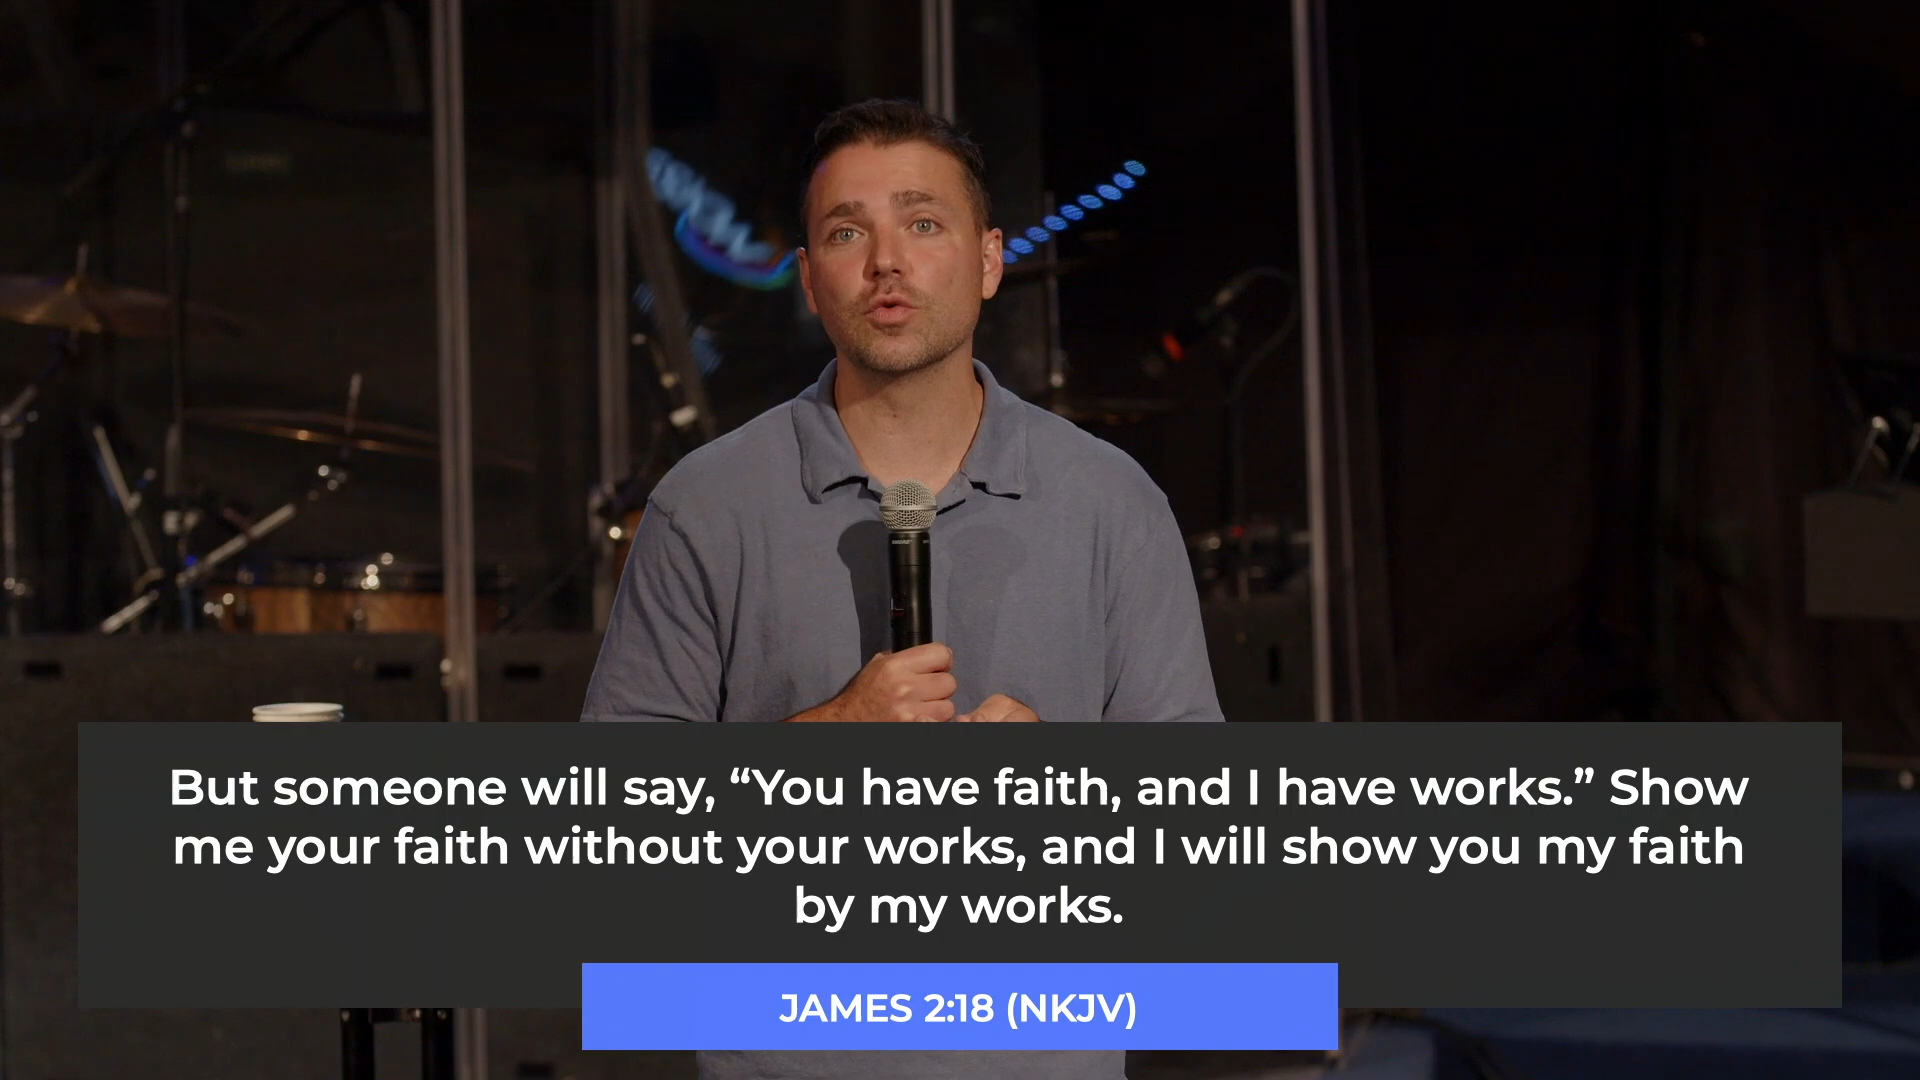 But someone will say, “You have faith, and I have works.” Show
me your faith without your works, and I will show you my faith
by my works.
JAMES 2:18 (NKJV)